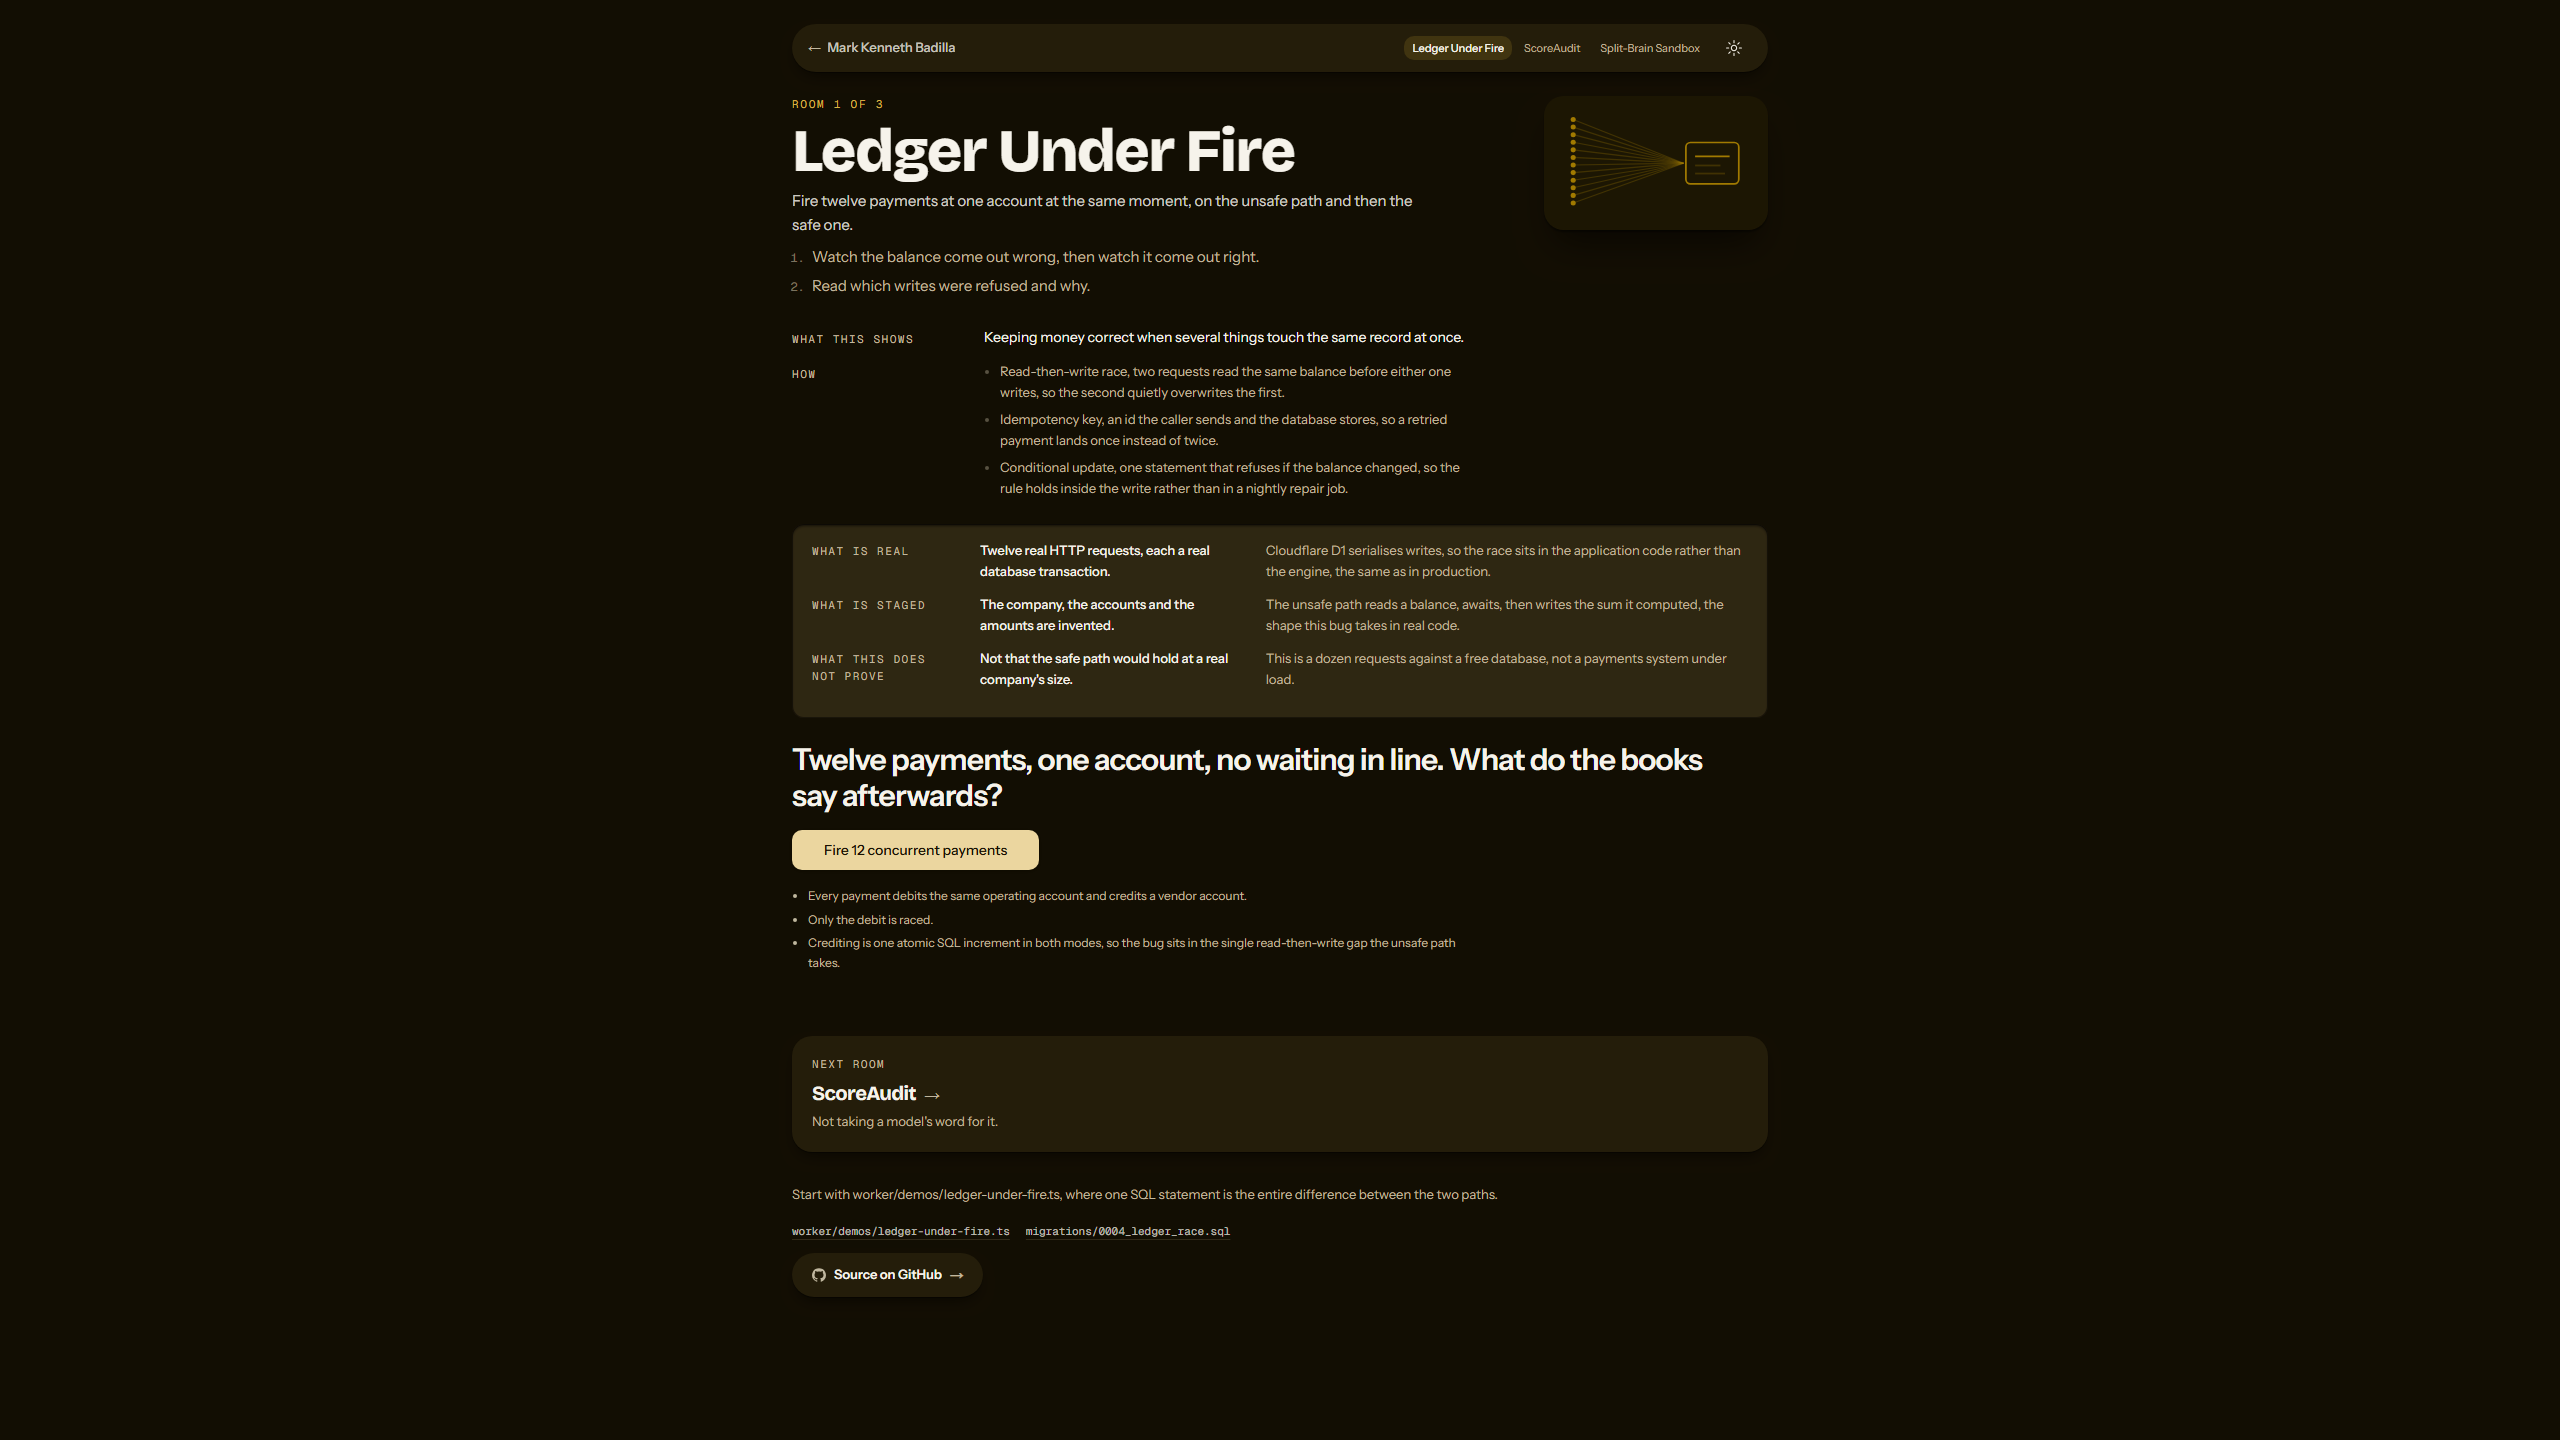 ← Mark Kenneth Badilla
Ledger Under Fire
ScoreAudit
Split-Brain Sandbox
ROOM 1 OF 3
Ledger Under Fire
Fire twelve payments at one account at the same moment, on the unsafe path and then the
safe one.
1. Watch the balance come out wrong, then watch it come out right.
2. Read which writes were refused and why.
WHAT THIS SHOWS
Keeping money correct when several things touch the same record at once.
HOW
• Read-then-write race, two requests read the same balance before either one
writes, so the second quietly overwrites the first.
• Idempotency key, an id the caller sends and the database stores, so a retried
payment lands once instead of twice.
• Conditional update, one statement that refuses if the balance changed, so the
rule holds inside the write rather than in a nightly repair job.
WHAT IS REAL
Twelve real HTTP requests, each a real
database transaction.
Cloudflare D1 serialises writes, so the race sits in the application code rather than
the engine, the same as in production.
WHAT IS STAGED
The company, the accounts and the
amounts are invented.
The unsafe path reads a balance, awaits, then writes the sum it computed, the
shape this bug takes in real code.
WHAT THIS DOES
NOT PROVE
Not that the safe path would hold at a real
company's size.
This is a dozen requests against a free database, not a payments system under
load.
Twelve payments, one account, no waiting in line. What do the books
say afterwards?
Fire 12 concurrent payments
• Every payment debits the same operating account and credits a vendor account.
• Only the debit is raced.
• Crediting is one atomic SQL increment in both modes, so the bug sits in the single read-then-write gap the unsafe path
takes.
NEXT ROOM
ScoreAudit →
Not taking a model's word for it.
Start with worker/demos/ledger-under-fire.ts, where one SQL statement is the entire difference between the two paths.
worker/demos/ledger-under-fire.ts migrations/0004_ledger_race.sql
Source on GitHub →